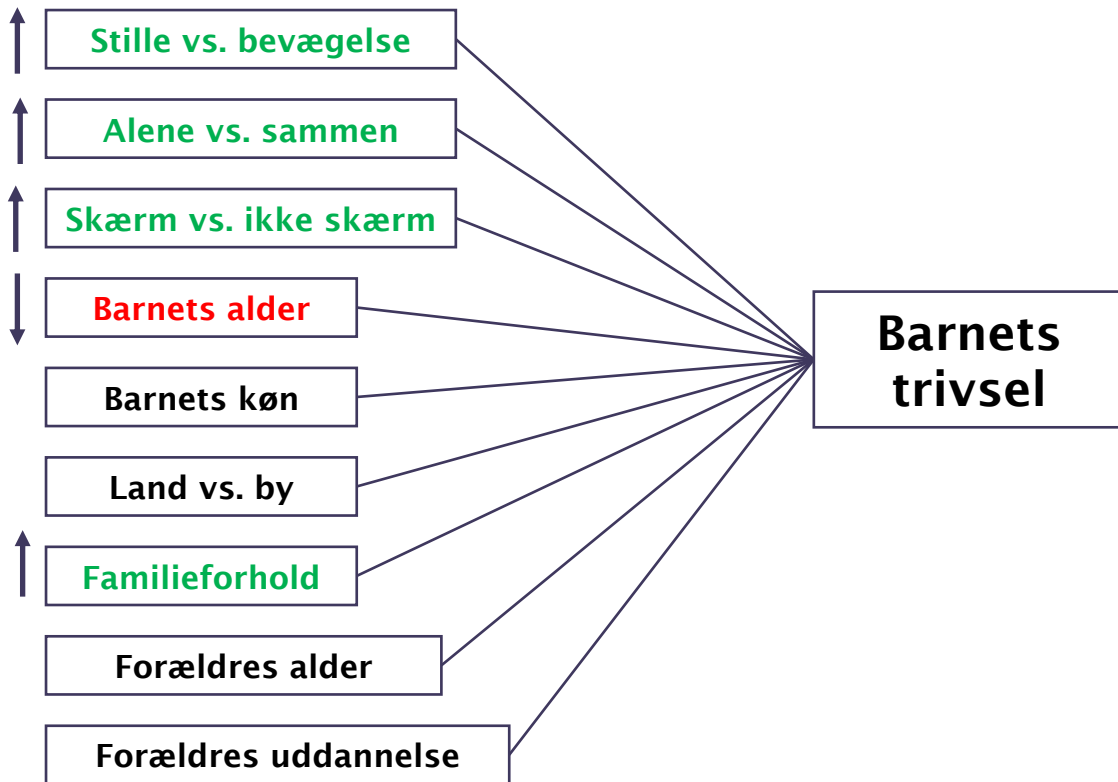 Stille vs. bevægelse
Alene vs. sammen
Skærm vs. ikke skærm
Barnets alder
Barnets køn
Land vs. by
Familieforhold
Forældres alder
Forældres uddannelse
Barnets
trivsel